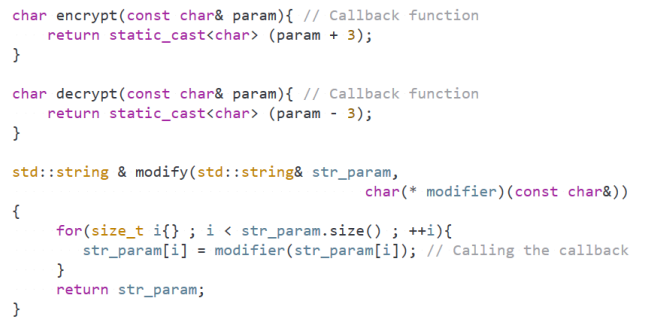 char encrypt(const char& param){ // Callback function
    return static_cast<char> (param + 3);
}

char decrypt(const char& param){ // Callback function
    return static_cast<char> (param - 3);
}

std::string & modify(std::string& str_param,
                                        char(* modifier)(const char&))
{
     for(size_t i{} ; i < str_param.size() ; ++i){
        str_param[i] = modifier(str_param[i]); // Calling the callback
     }
     return str_param;
}